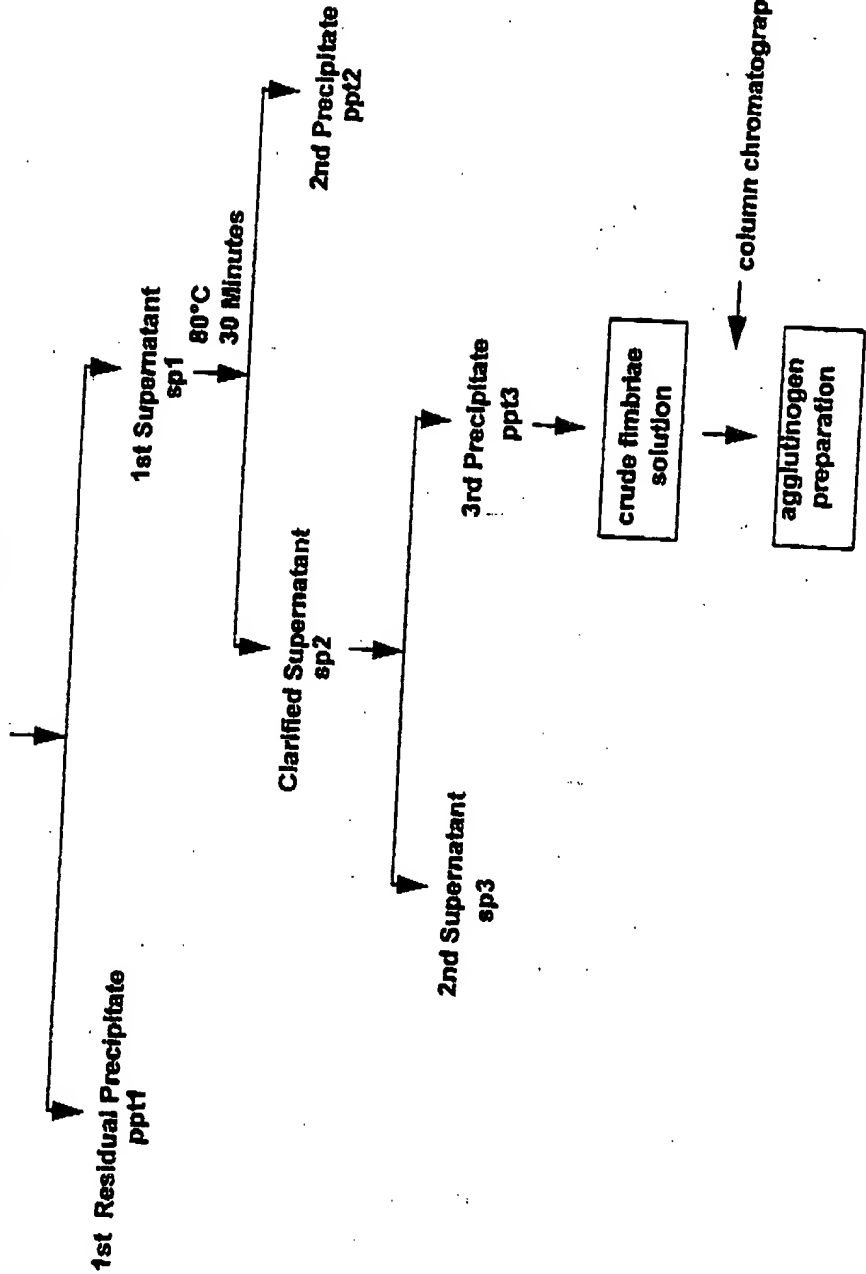 1st Residual Precipitate
ppt1
1st Supernatant
sp1
80°C
30 Minutes
Clarified Supernatant
sp2
2nd Precipitate
ppt2
2nd Supernatant
sp3
3rd Precipitate
ppt3
crude fimbriae
solution
column chromatograp
agglutinogen
preparation